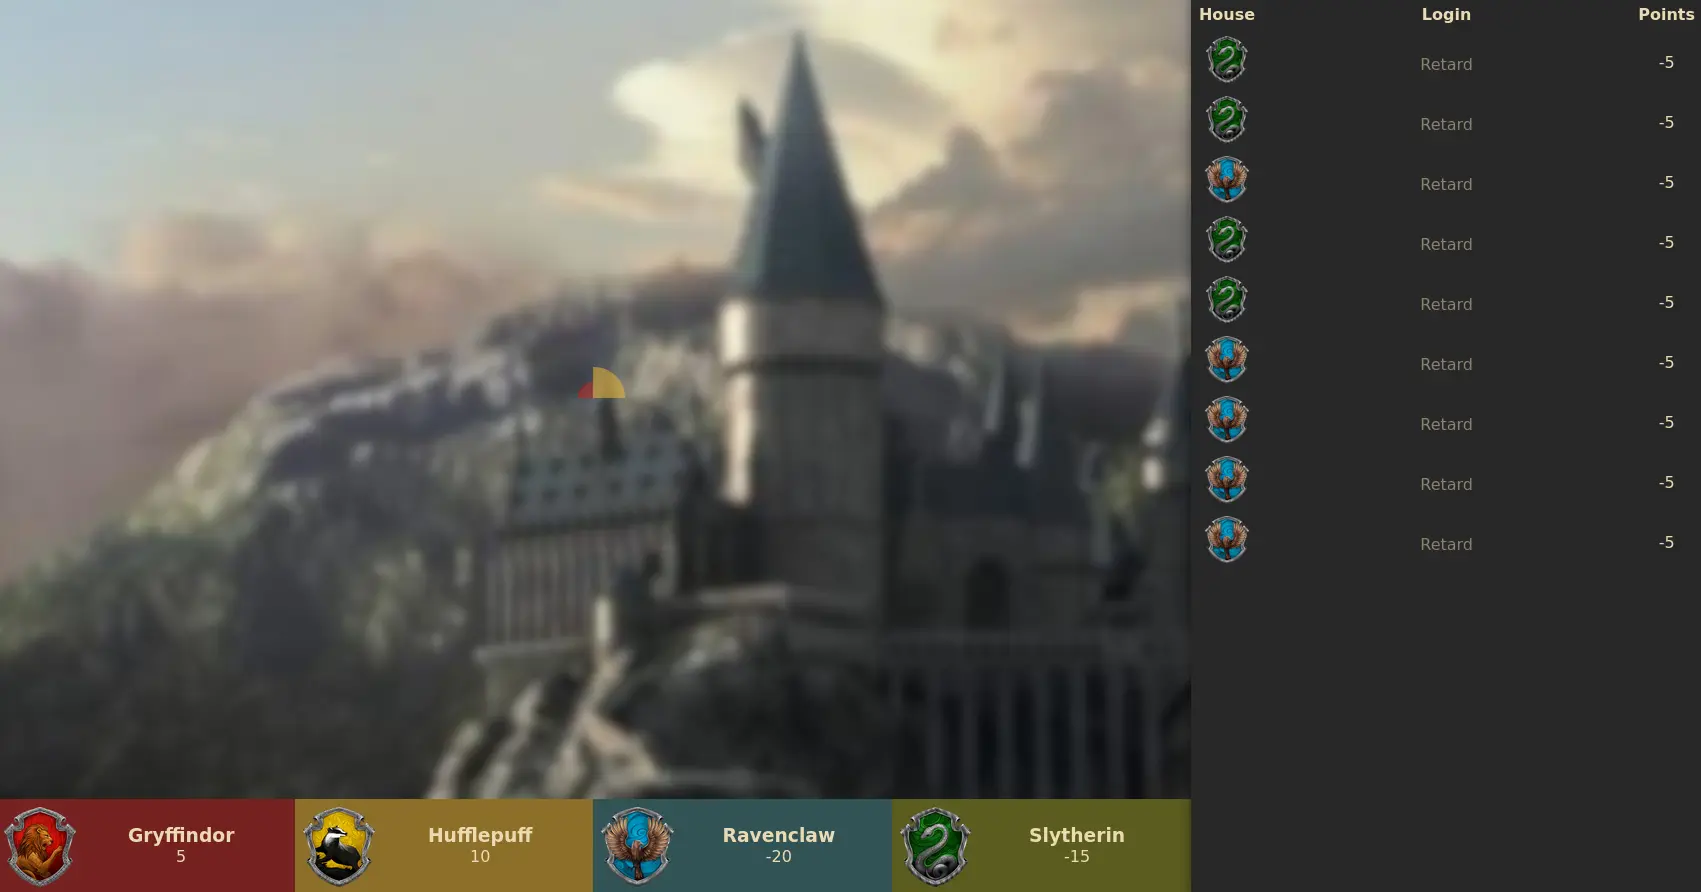 House Login Points
Retard -5
Retard -5
Retard -5
Retard -5
Retard -5
Retard -5
Retard -5
Retard -5
Retard -5
Gryffindor
5
Hufflepuff
10
Ravenclaw
-20
Slytherin
-15